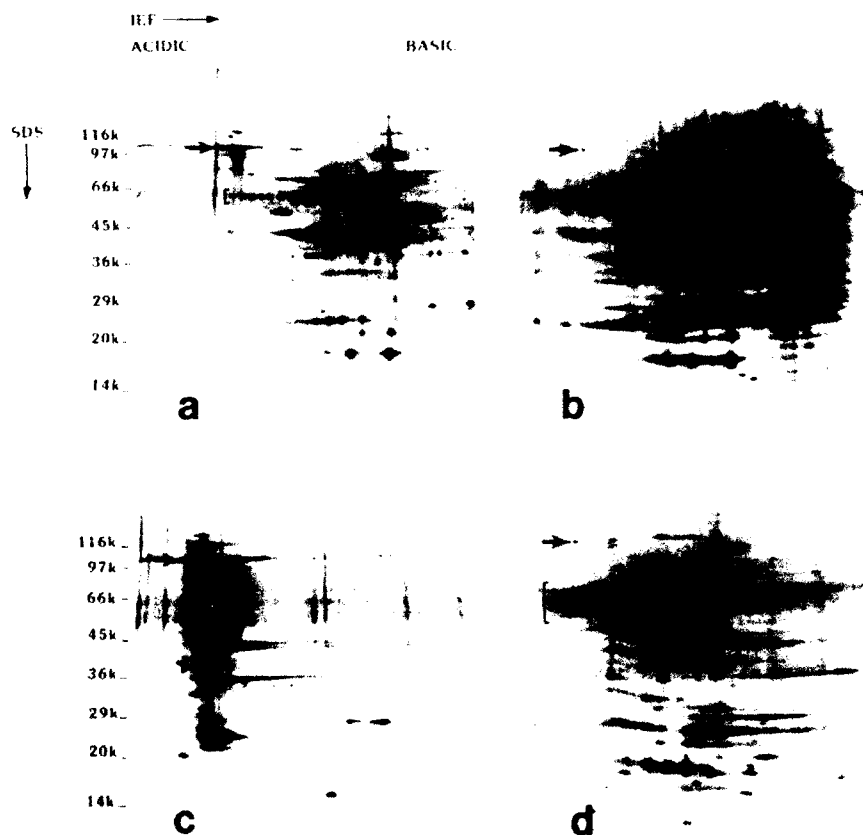 IEF
ACIDIC BASIC
SDS
116k
97k
66k
45k
36k
29k
20k
14k
a b
116k
97k
66k
45k
36k
29k
20k
14k
c d